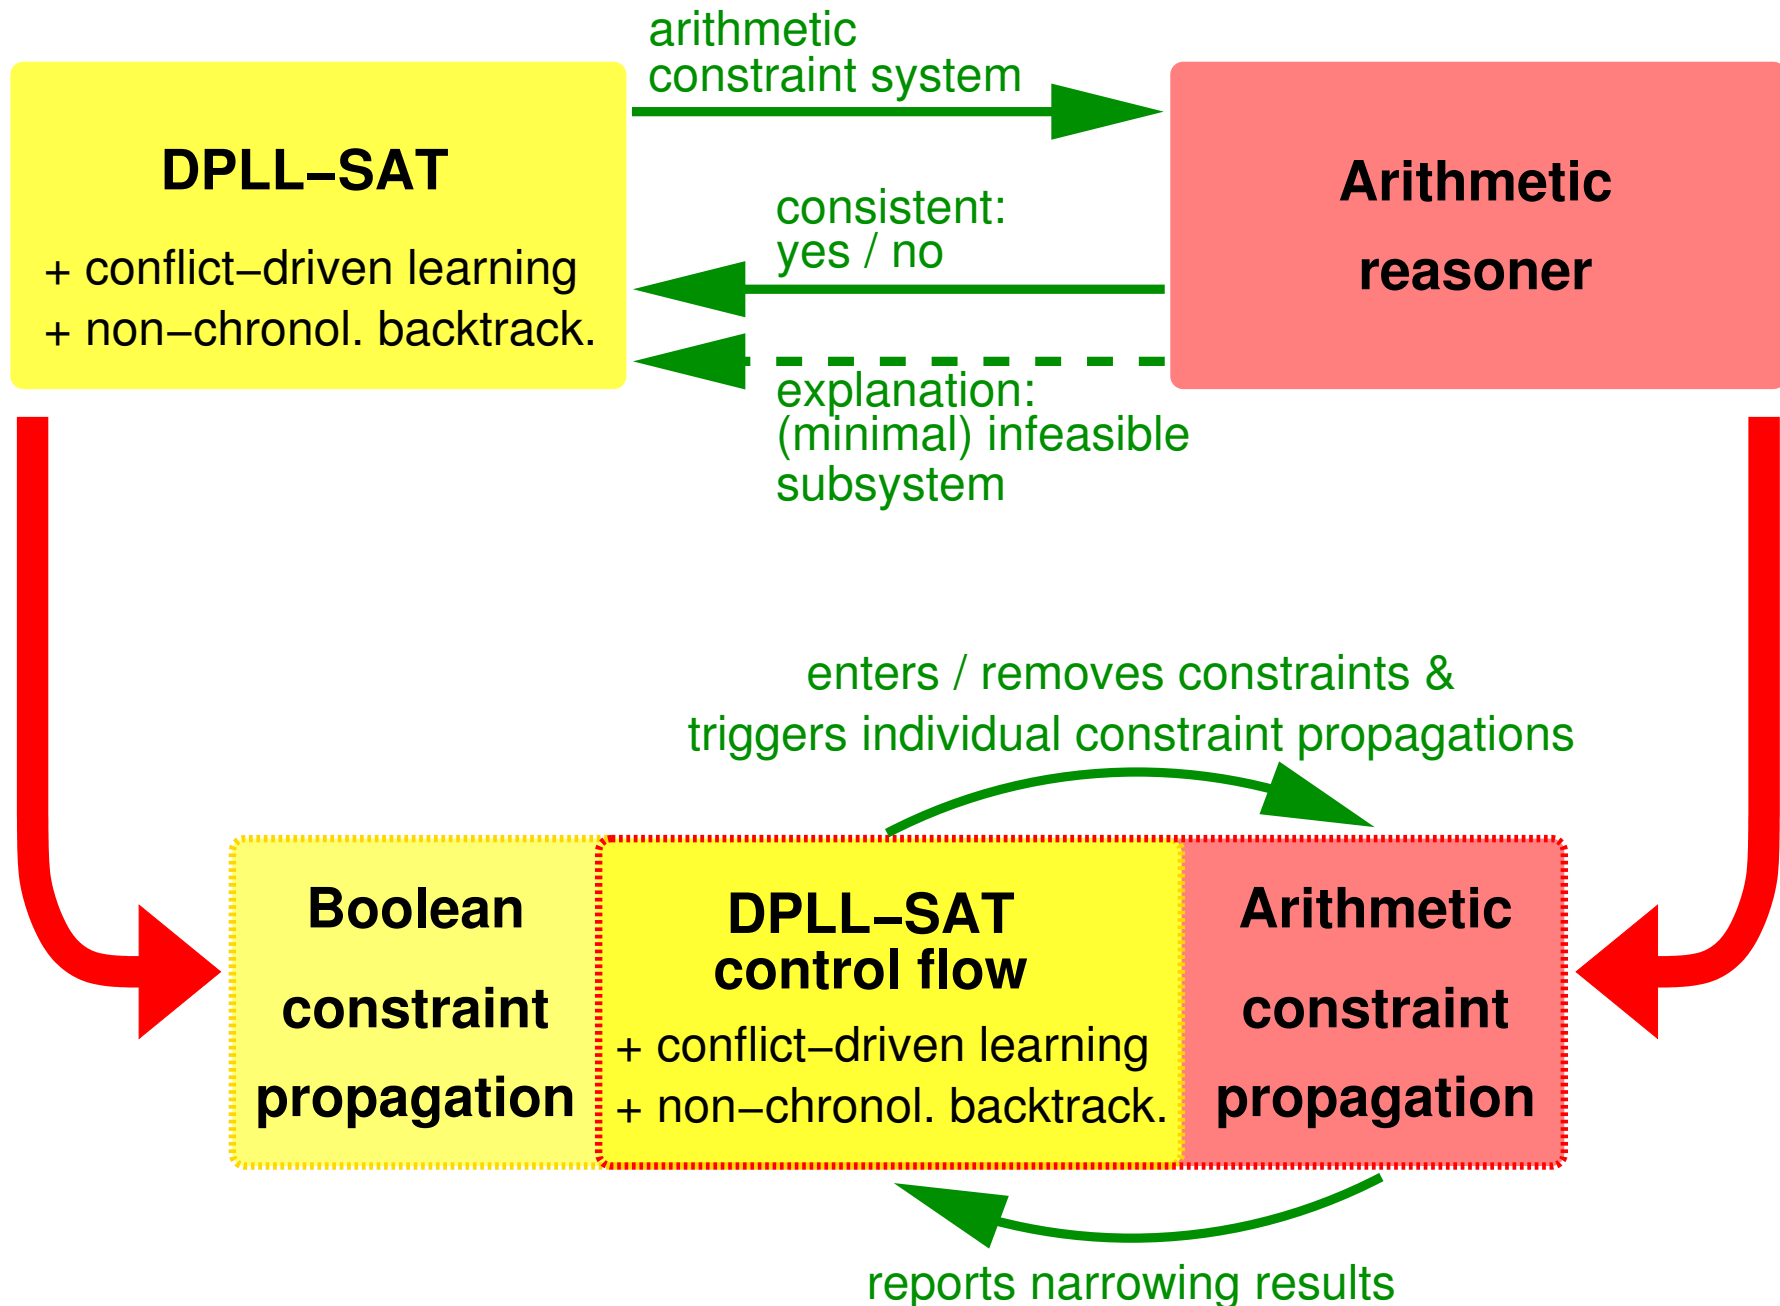 arithmetic
constraint system
DPLL–SAT
+ conflict–driven learning
+ non–chronol. backtrack.
consistent:
yes / no
explanation:
(minimal) infeasible
subsystem
Arithmetic
reasoner
enters / removes constraints &
triggers individual constraint propagations
Boolean
constraint
propagation
DPLL–SAT
control flow
+ conflict–driven learning
+ non–chronol. backtrack.
Arithmetic
constraint
propagation
reports narrowing results